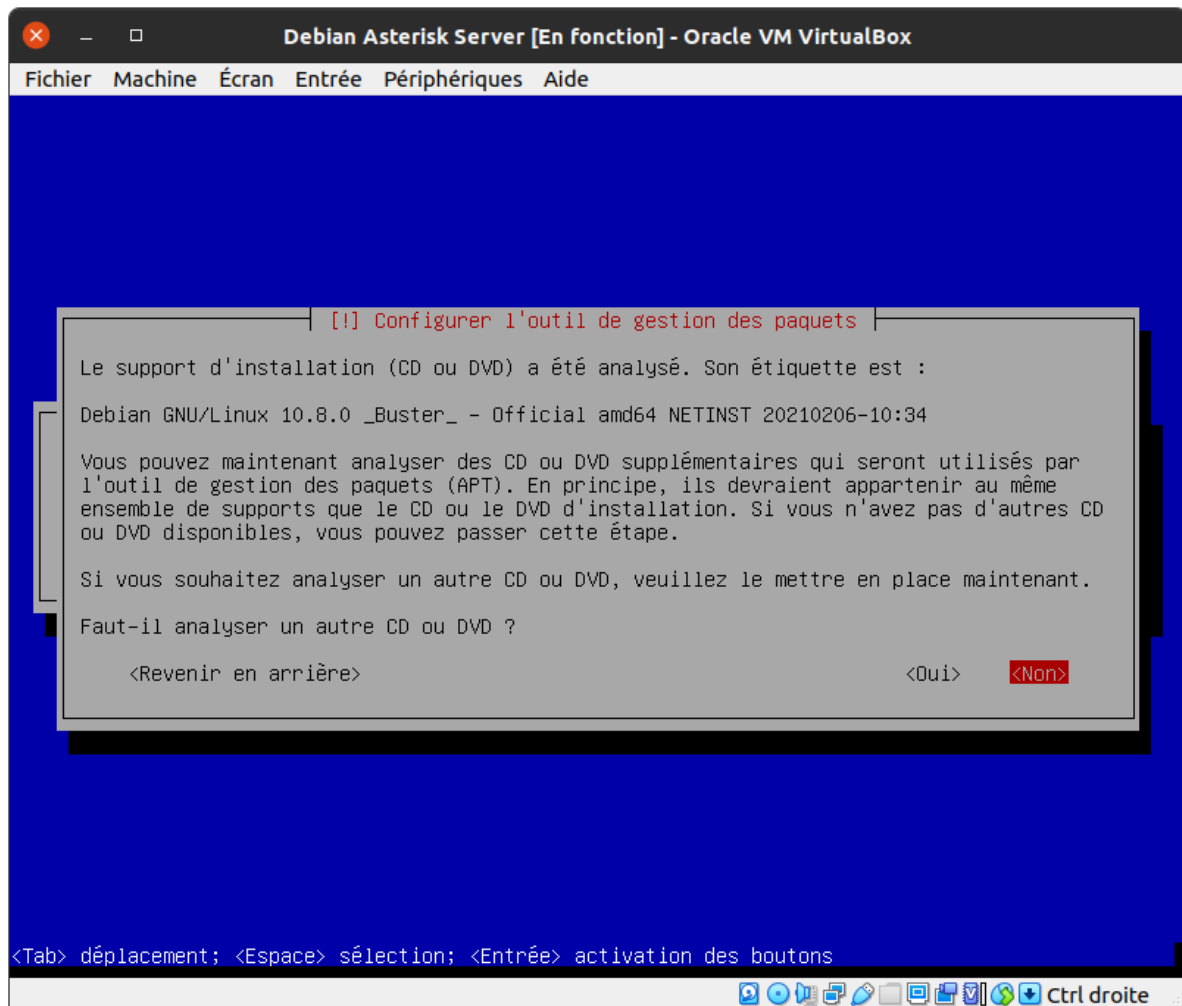 Debian Asterisk Server [En fonction] - Oracle VM VirtualBox
Fichier Machine Écran Entrée Périphériques Aide
[!] Configurer l'outil de gestion des paquets
Le support d'installation (CD ou DVD) a été analysé. Son étiquette est :
Debian GNU/Linux 10.8.0 _Buster_ - Official amd64 NETINST 20210206-10:34
Vous pouvez maintenant analyser des CD ou DVD supplémentaires qui seront utilisés par
l'outil de gestion des paquets (APT). En principe, ils devraient appartenir au même
ensemble de supports que le CD ou le DVD d'installation. Si vous n'avez pas d'autres CD
ou DVD disponibles, vous pouvez passer cette étape.
Si vous souhaitez analyser un autre CD ou DVD, veuillez le mettre en place maintenant.
Faut-il analyser un autre CD ou DVD ?
<Revenir en arrière> <Oui> <Non>
<Tab> déplacement; <Espace> sélection; <Entrée> activation des boutons
Ctrl droite